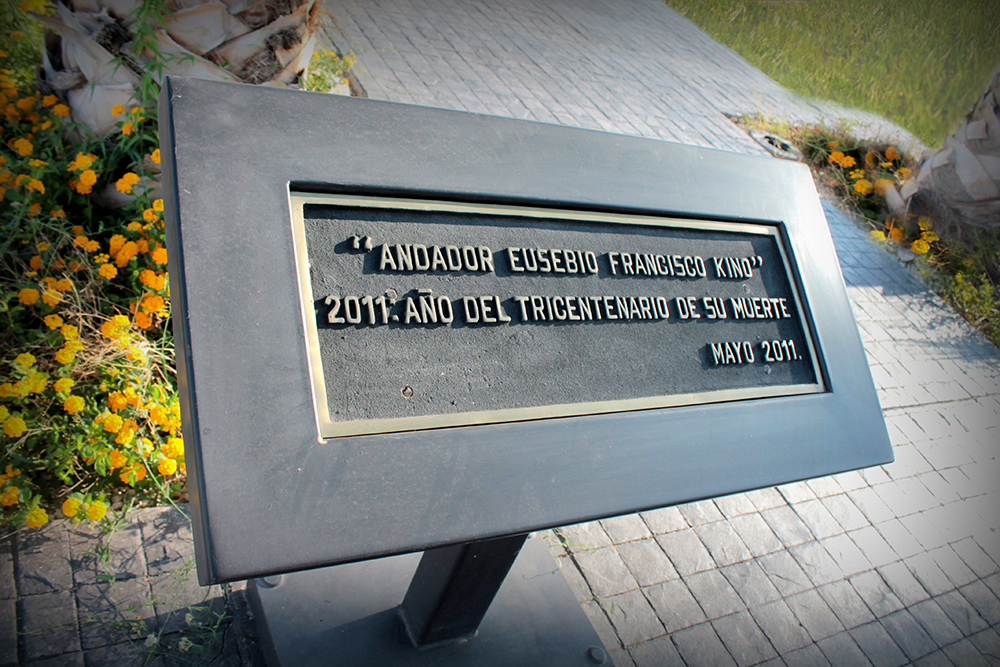 “ANDADOR EUSEBIO FRANCISCO KINO”
2011: AÑO DEL TRICENTENARIO DE SU MUERTE
MAYO 2011.